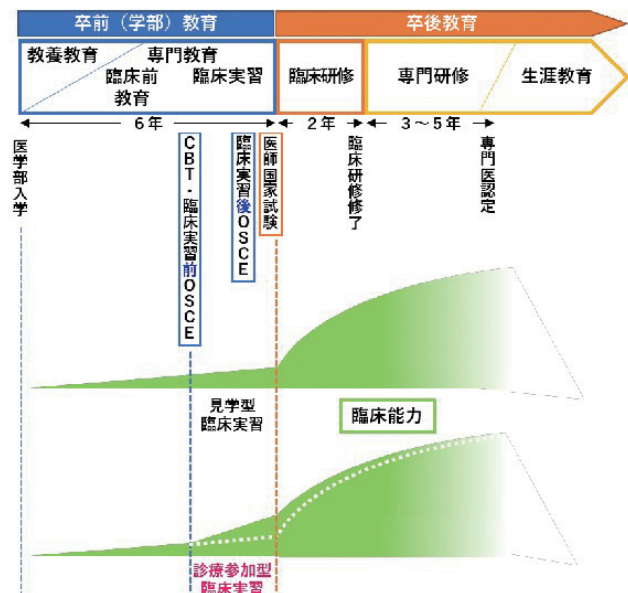 卒前（学部）教育
卒後教育
教養教育
専門教育
臨床前
教育
臨床実習
臨床研修
専門研修
生涯教育
6年
2年
3～5年
医学部入学
CBT・臨床実習前OSCE
臨床実習後OSCE
医師国家試験
臨床研修修了
専門医認定
見学型
臨床実習
臨床能力
診療参加型
臨床実習